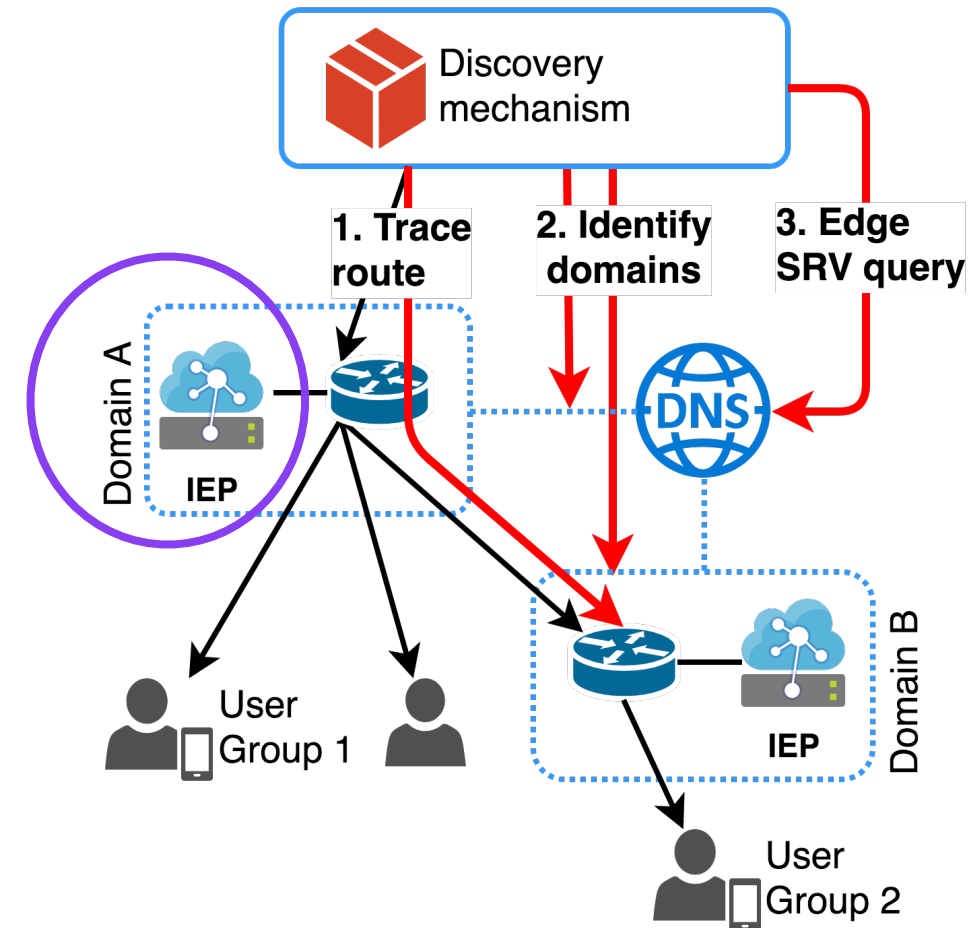 Discovery
mechanism
1. Trace
route
2. Identify
domains
3. Edge
SRV query
Domain A
IEP
DNS
User
Group 1
IEP
Domain B
User
Group 2